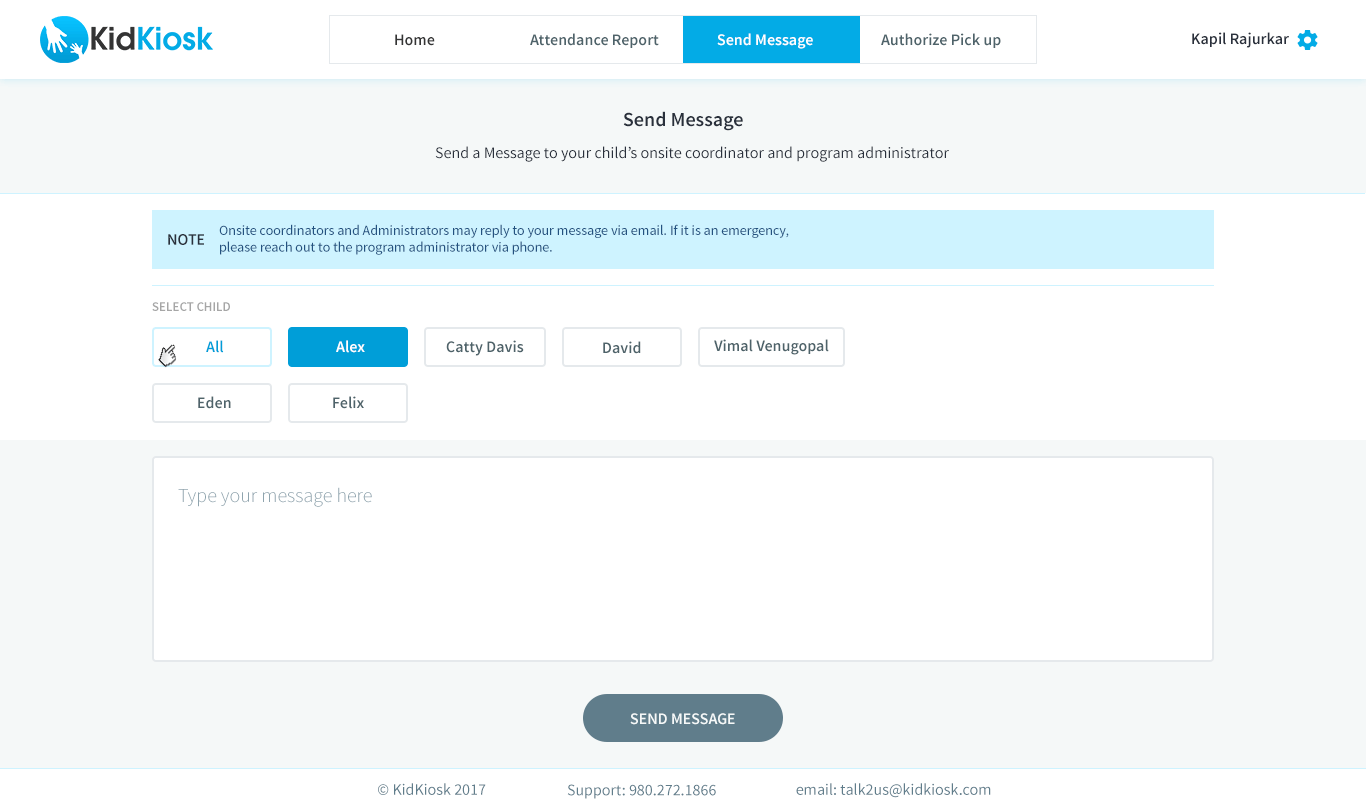 KidKiosk
Home Attendance Report Send Message Authorize Pick up Kapil Rajurkar
Send Message
Send a Message to your child’s onsite coordinator and program administrator
NOTE
Onsite coordinators and Administrators may reply to your message via email. If it is an emergency,
please reach out to the program administrator via phone.
SELECT CHILD
All Alex Catty Davis David Vimal Venugopal
Eden Felix
Type your message here
SEND MESSAGE
© KidKiosk 2017 Support: 980.272.1866 email: talk2us@kidkiosk.com